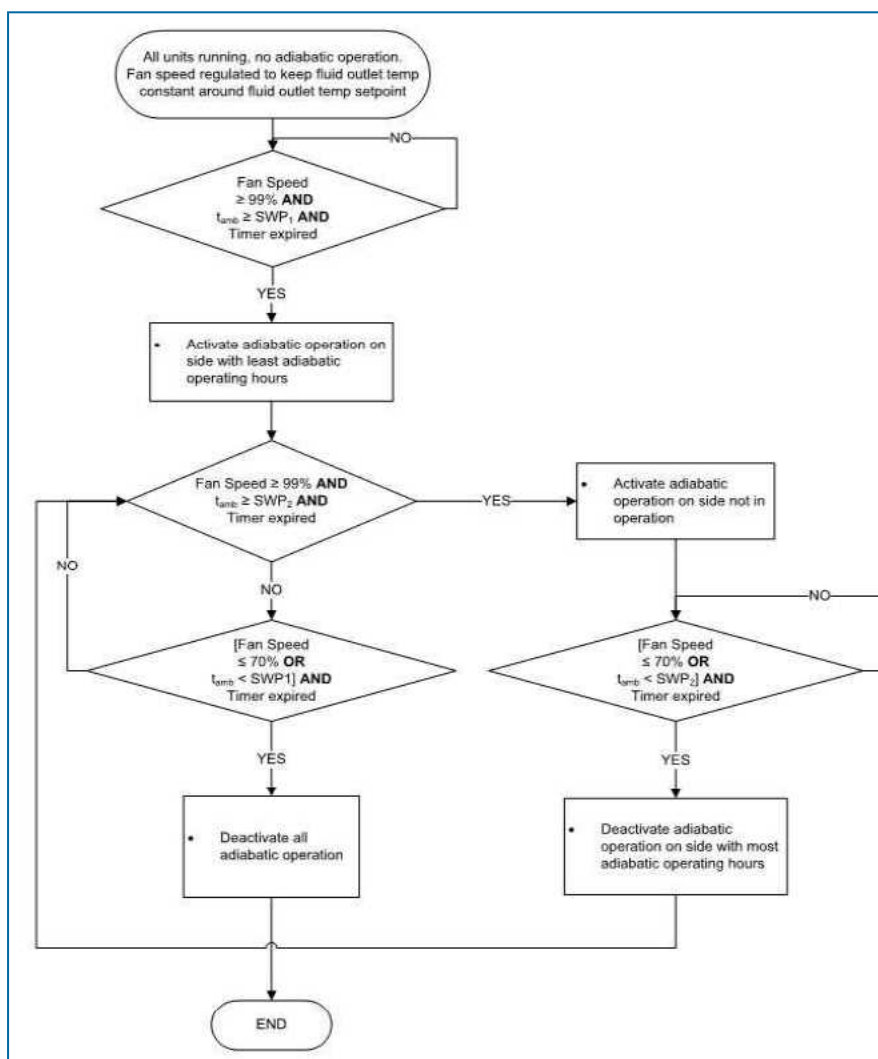 All units running, no adiabatic operation.
Fan speed regulated to keep fluid outlet temp
constant around fluid outlet temp setpoint
NO
Fan Speed
≥ 99% AND
tamb ≥ SWP1 AND
Timer expired
YES
• Activate adiabatic operation on
side with least adiabatic
operating hours
Fan Speed ≥ 99% AND
tamb ≥ SWP2 AND
Timer expired
YES
• Activate adiabatic
operation on side not in
operation
NO
NO
NO
[Fan Speed
≤ 70% OR
tamb < SWP1] AND
Timer expired
[Fan Speed
≤ 70% OR
tamb < SWP2] AND
Timer expired
YES
YES
• Deactivate all
adiabatic operation
• Deactivate adiabatic
operation on side with most
adiabatic operating hours
END